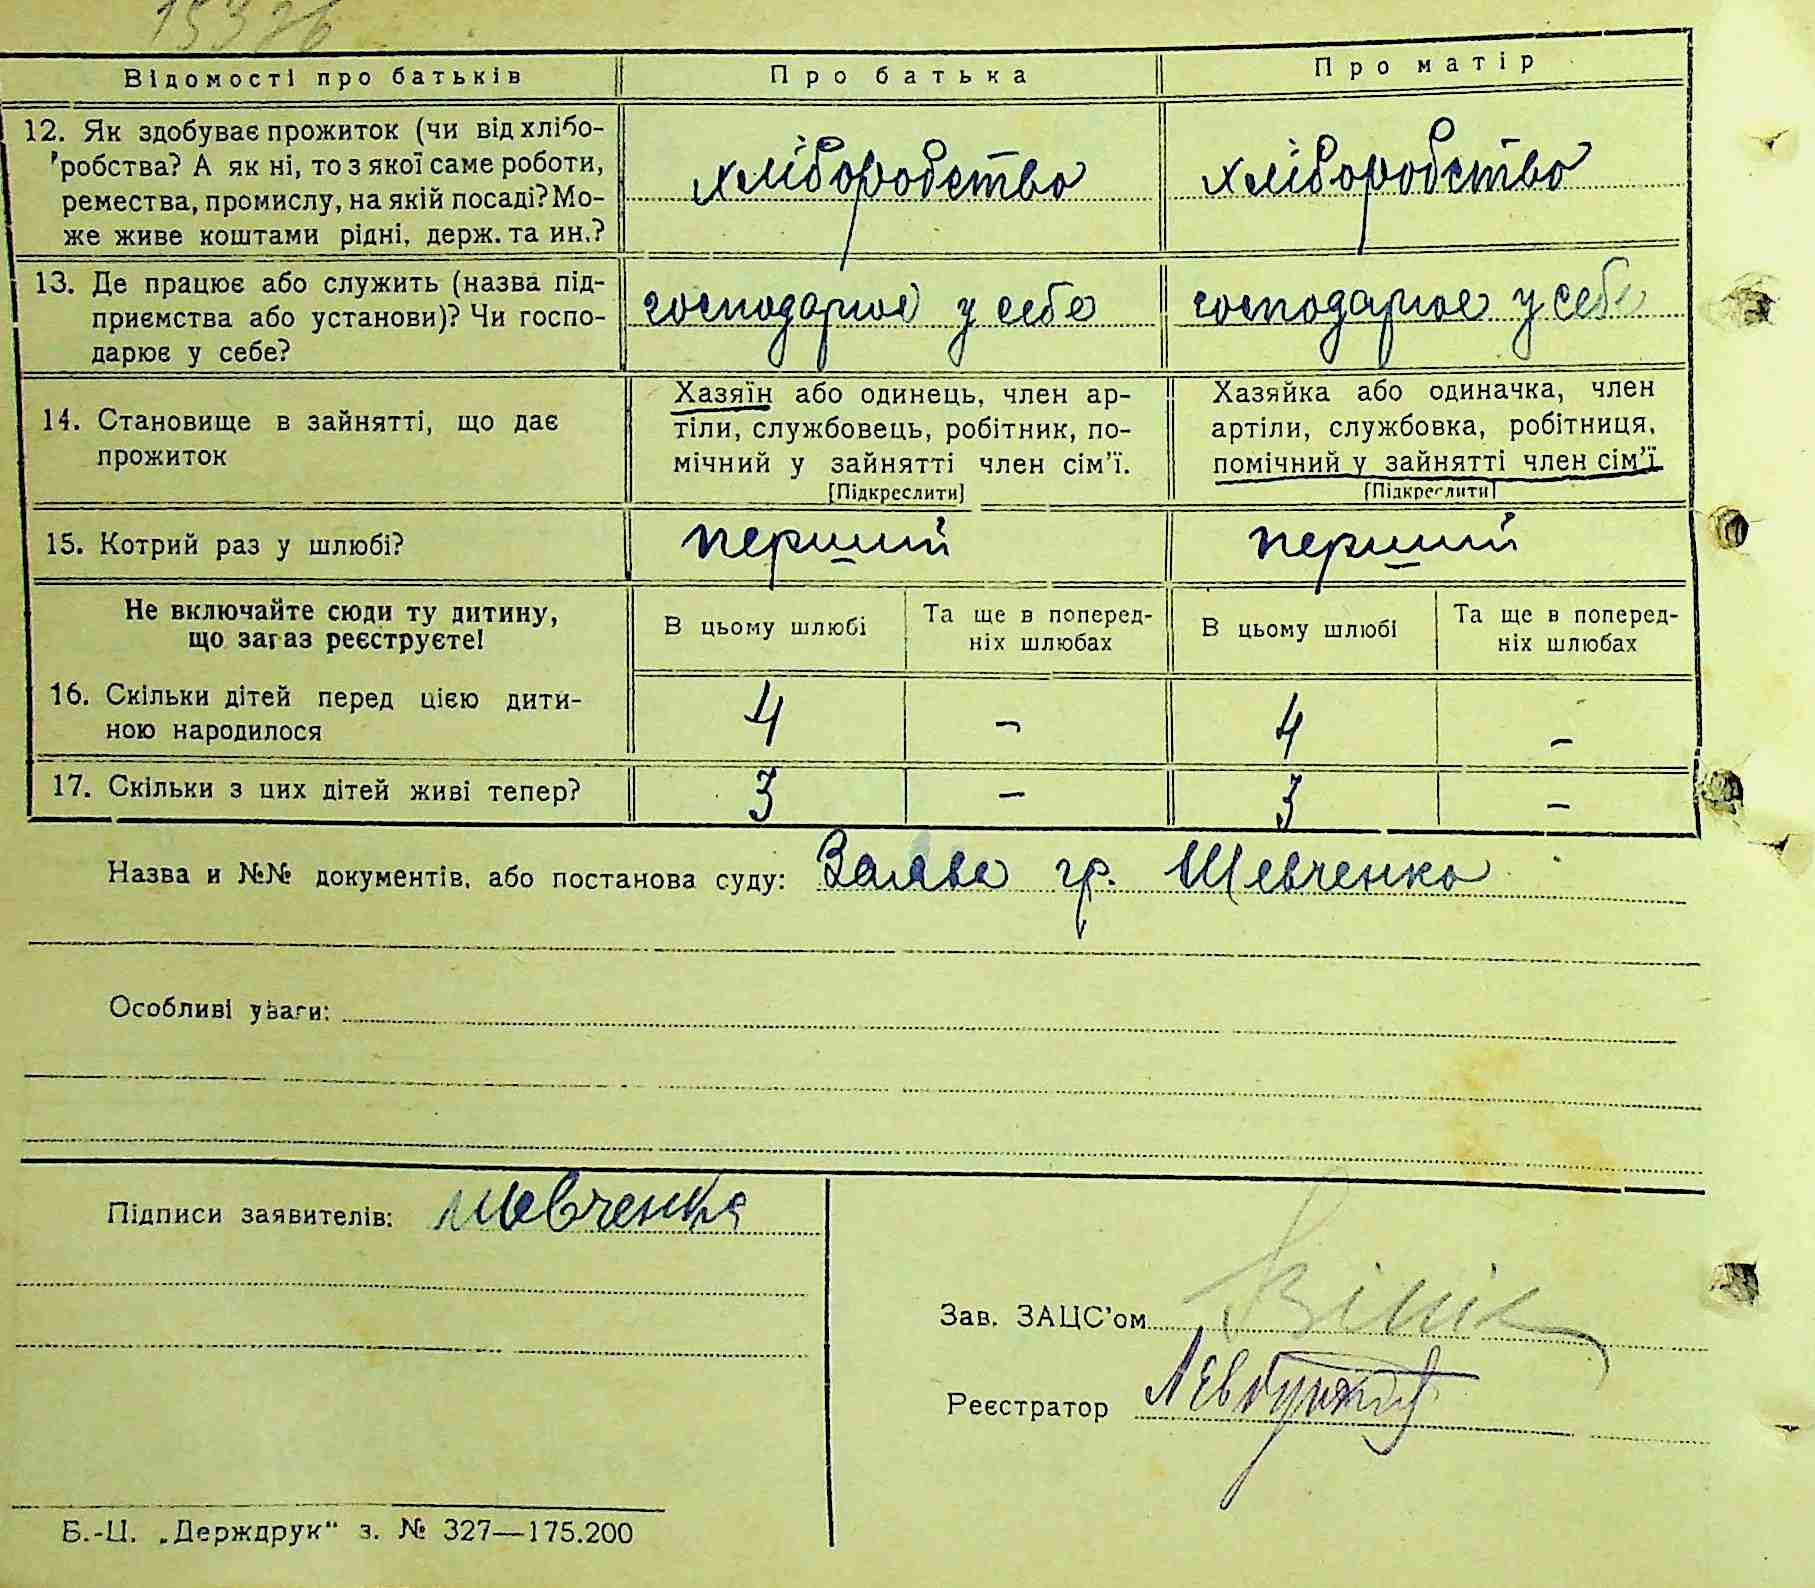 15326
Відомості про батьків Про батька Про матір
12. Як здобуває прожиток (чи від хлібо-
робства? А як ні, то з якої саме роботи,
ремества, промислу, на якій посаді? Мо-
же живе коштами рідні, держ. та ин.?
хліборобство хліборобство
13. Де працює або служить (назва під-
приємства або установи)? Чи госпо-
дарює у себе?
господарює у себе господарює у себе
14. Становище в зайнятті, що дає
прожиток
Хазяїн або одинець, член ар-
тіли, службовець, робітник, по-
мічний у зайнятті член сім'ї.
[Підкреслити]
Хазяйка або одиначка, член
артіли, службовка, робітниця,
помічний у зайнятті член сім'ї
[Підкреслити]
15. Котрий раз у шлюбі? перший перший
Не включайте сюди ту дитину,
що зараз реєструєте!
В цьому шлюбі
Та ще в поперед-
ніх шлюбах
В цьому шлюбі
Та ще в поперед-
ніх шлюбах
16. Скільки дітей перед цією дити-
ною народилося
4 – 4 –
17. Скільки з цих дітей живі тепер? 3 – 3 –
Назва и №№ документів, або постанова суду: Заява гр. Шевченко
Особливі уваги:
Підписи заявителів: Шевченка
Зав. ЗАЦС'ом
Реєстратор
Б.-Ц. „Держдрук" з. № 327—175.200